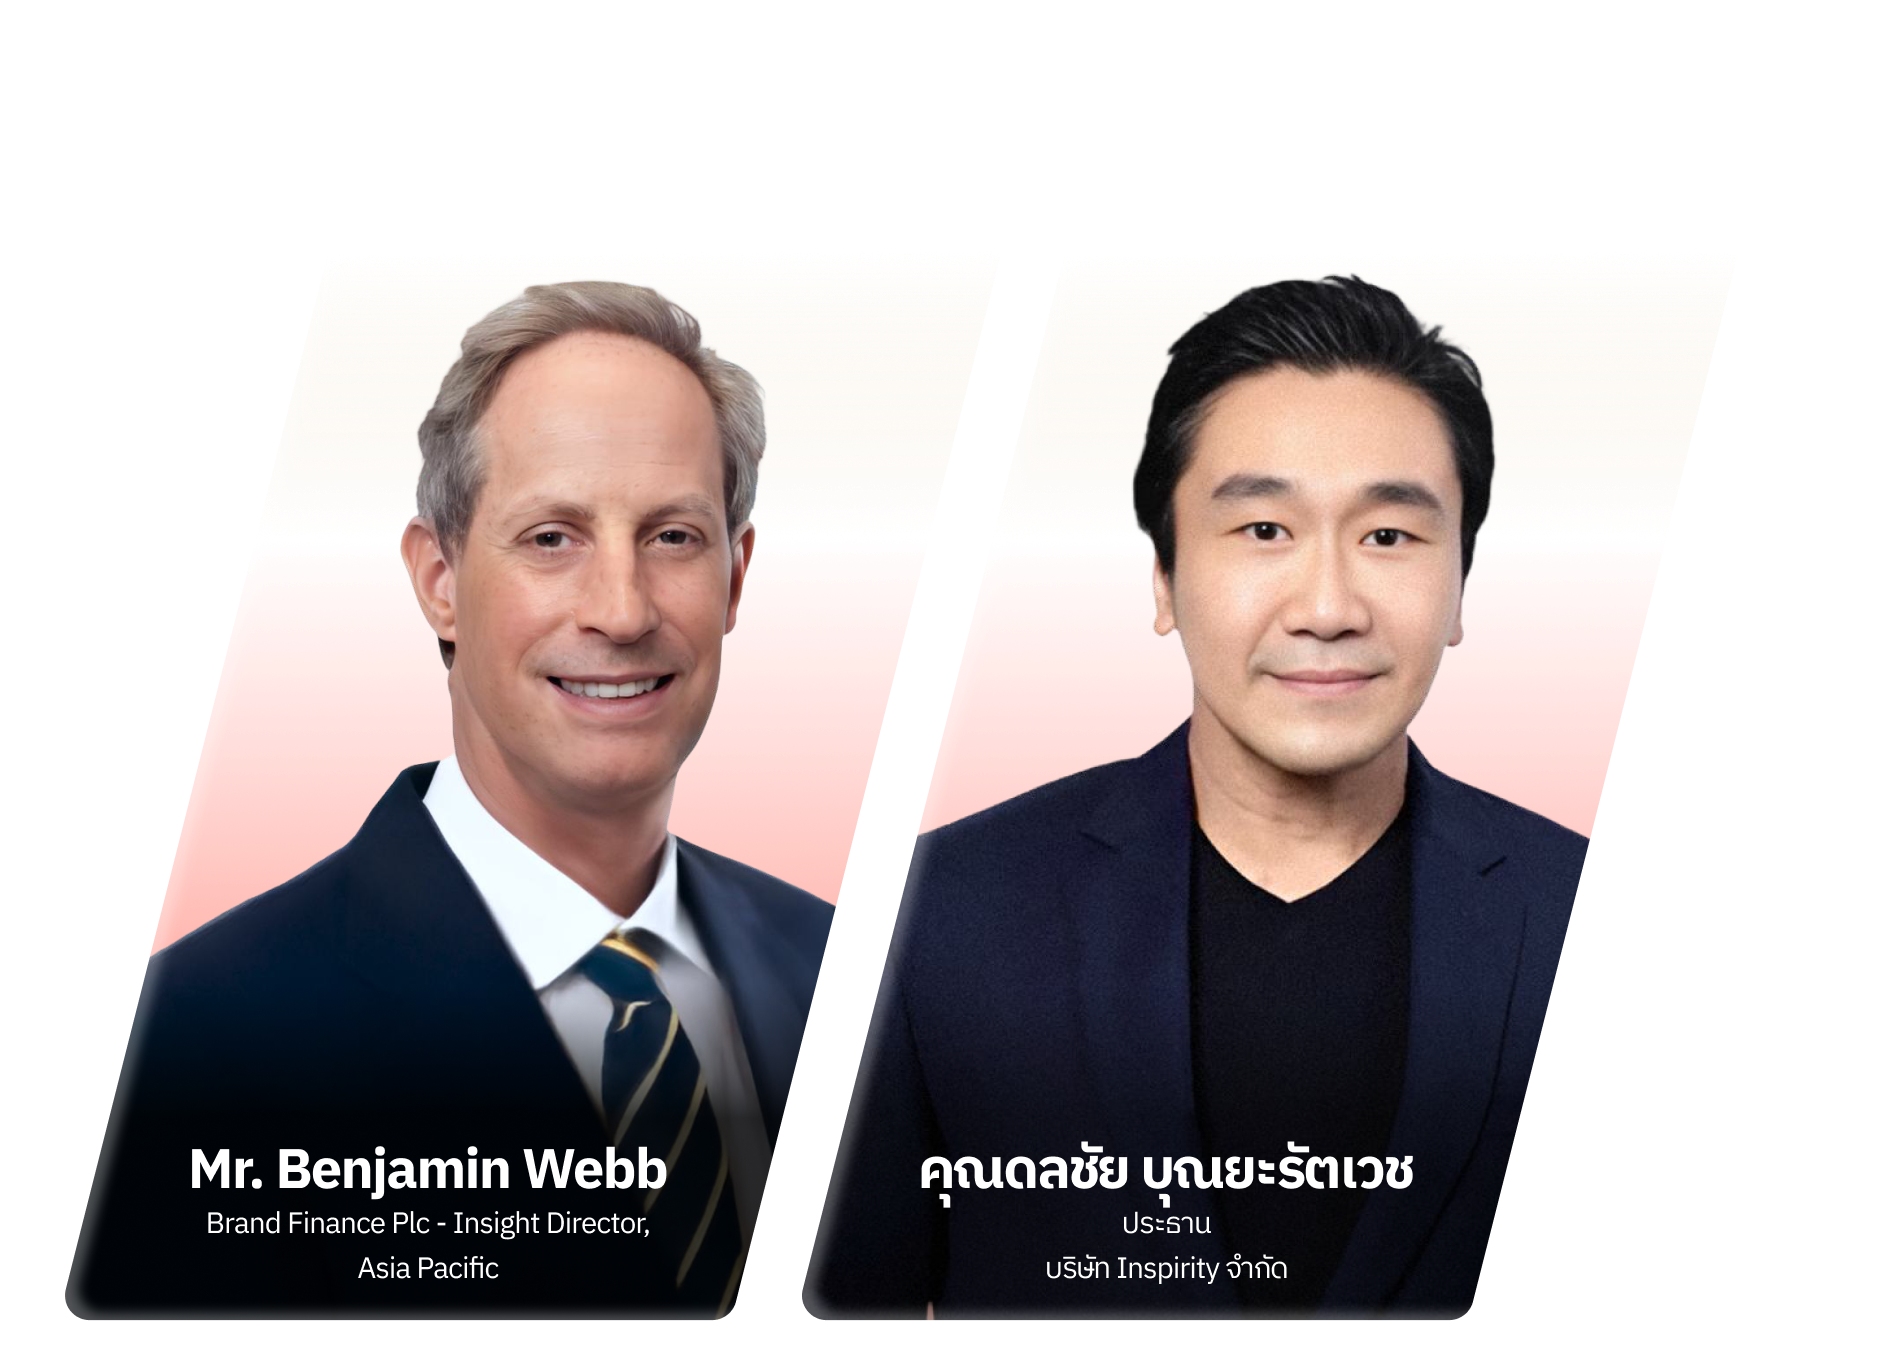 Mr. Benjamin Webb
Brand Finance Plc - Insight Director,
Asia Pacific
คุณดลชัย บุณยะรัตเวช
ประธาน
บริษัท Inspirity จำกัด